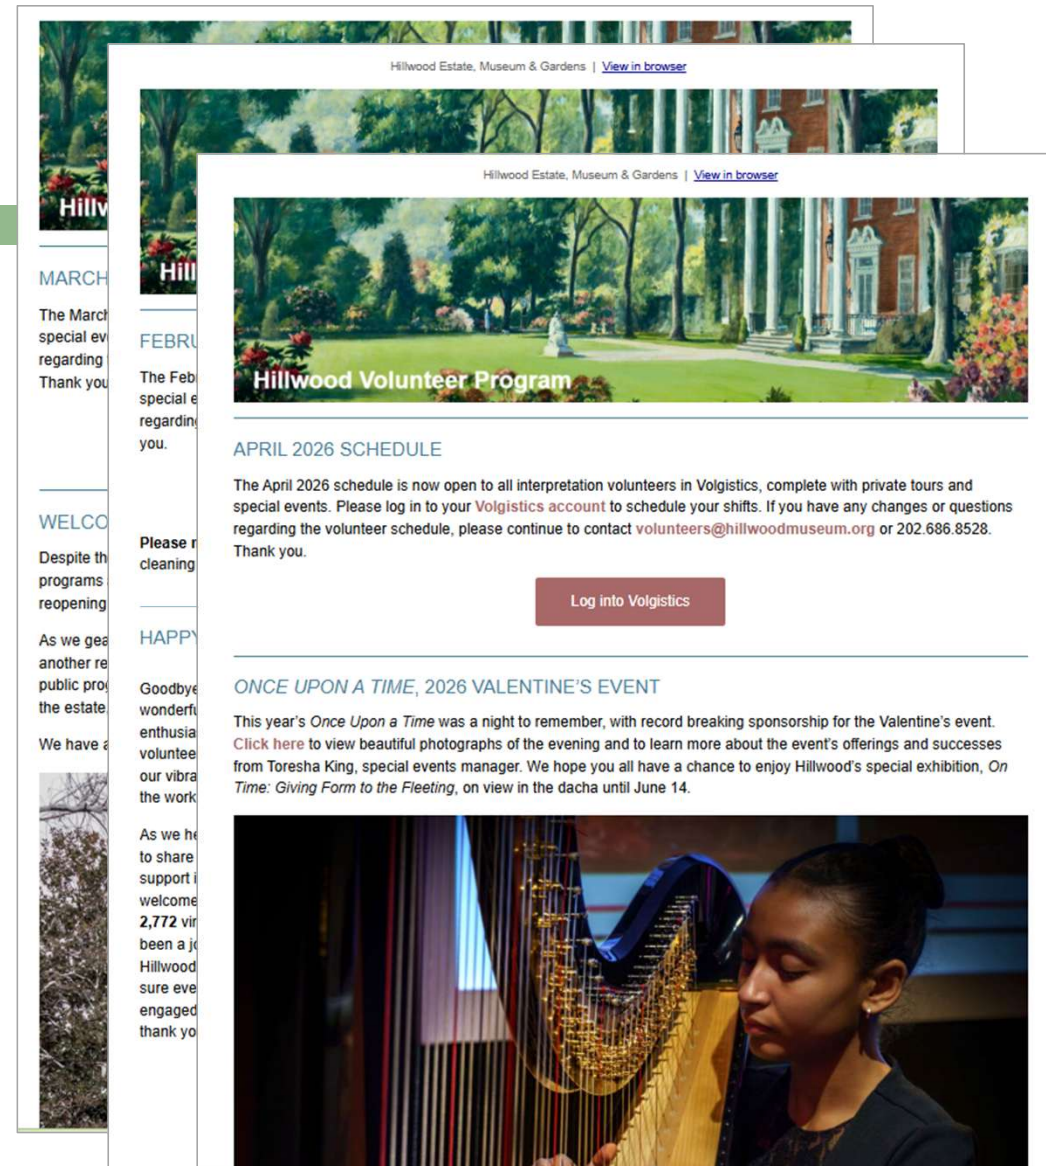 Hillw
MARCH
The March
special ev
regarding
Thank you
WELCO
Despite th
programs
reopening
As we gea
another re
public prog
the estate
We have a
Hillwood Estate, Museum & Gardens | View in browser
Hill
FEBRU
The Feb
special e
regarding
you.
Please r
cleaning
HAPPY
Goodbye
wonderfu
enthusia
voluntee
our vibra
the work
As we he
to share
support i
welcome
2,772 vir
been a jo
Hillwood
sure eve
engaged
thank yo
Hillwood Estate, Museum & Gardens | View in browser
Hillwood Volunteer Program
APRIL 2026 SCHEDULE
The April 2026 schedule is now open to all interpretation volunteers in Volgistics, complete with private tours and
special events. Please log in to your Volgistics account to schedule your shifts. If you have any changes or questions
regarding the volunteer schedule, please continue to contact volunteers@hillwoodmuseum.org or 202.686.8528.
Thank you.
Log into Volgistics
ONCE UPON A TIME, 2026 VALENTINE'S EVENT
This year's Once Upon a Time was a night to remember, with record breaking sponsorship for the Valentine's event.
Click here to view beautiful photographs of the evening and to learn more about the event's offerings and successes
from Toresha King, special events manager. We hope you all have a chance to enjoy Hillwood's special exhibition, On
Time: Giving Form to the Fleeting, on view in the dacha until June 14.